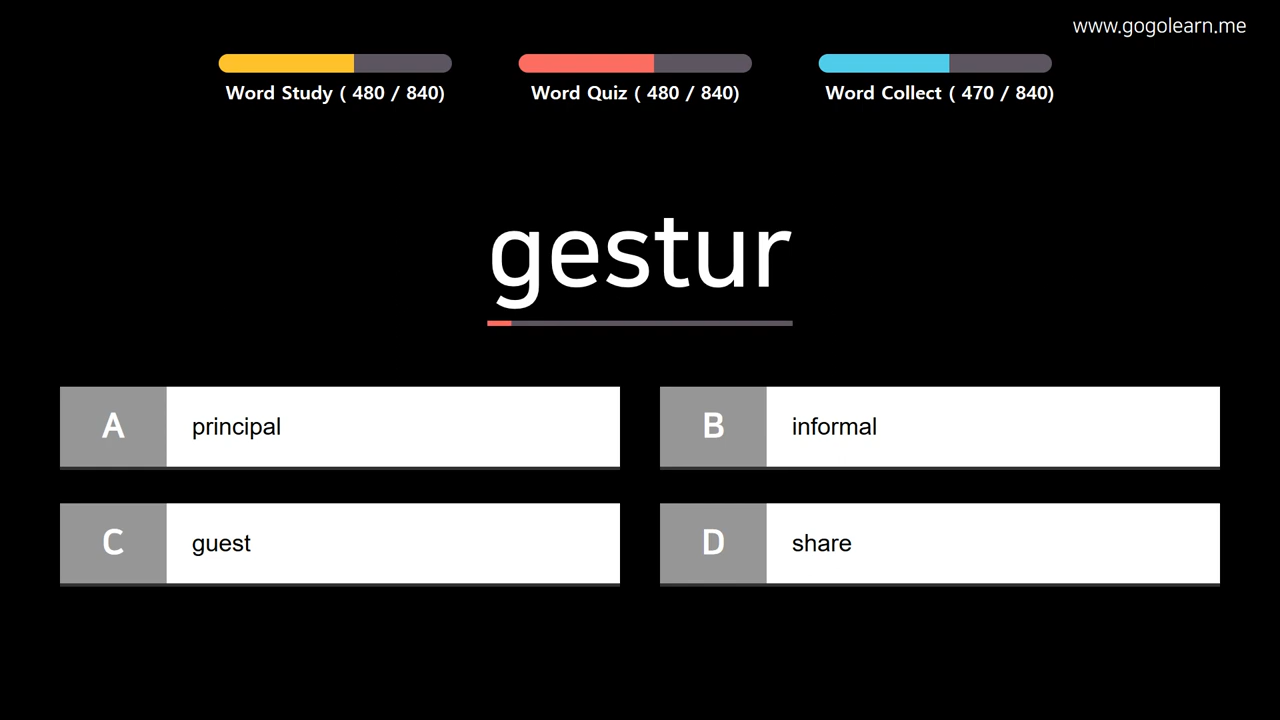 www.gogolearn.me
Word Study ( 480 / 840)
Word Quiz ( 480 / 840)
Word Collect ( 470 / 840)
gestur
A principal
B informal
C guest
D share